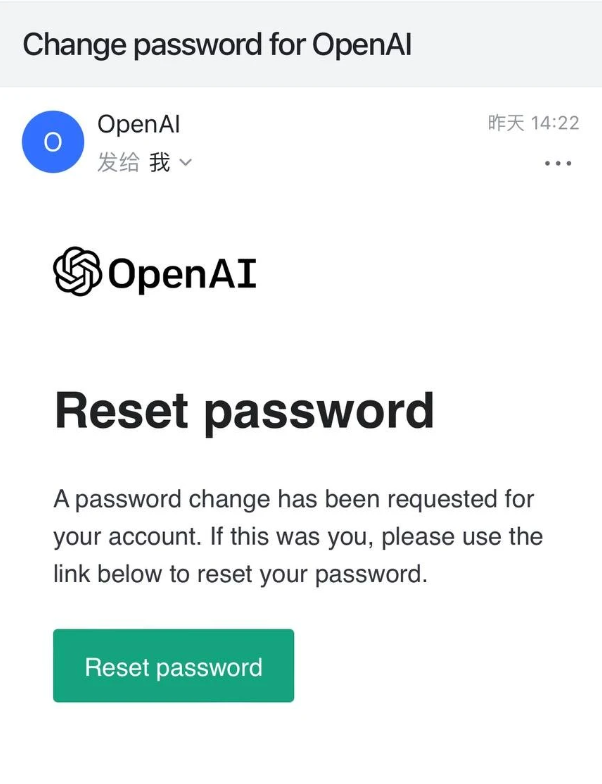 Change password for OpenAI
O
OpenAI
昨天 14:22
发给 我
OpenAI
Reset password
A password change has been requested for
your account. If this was you, please use the
link below to reset your password.
Reset password